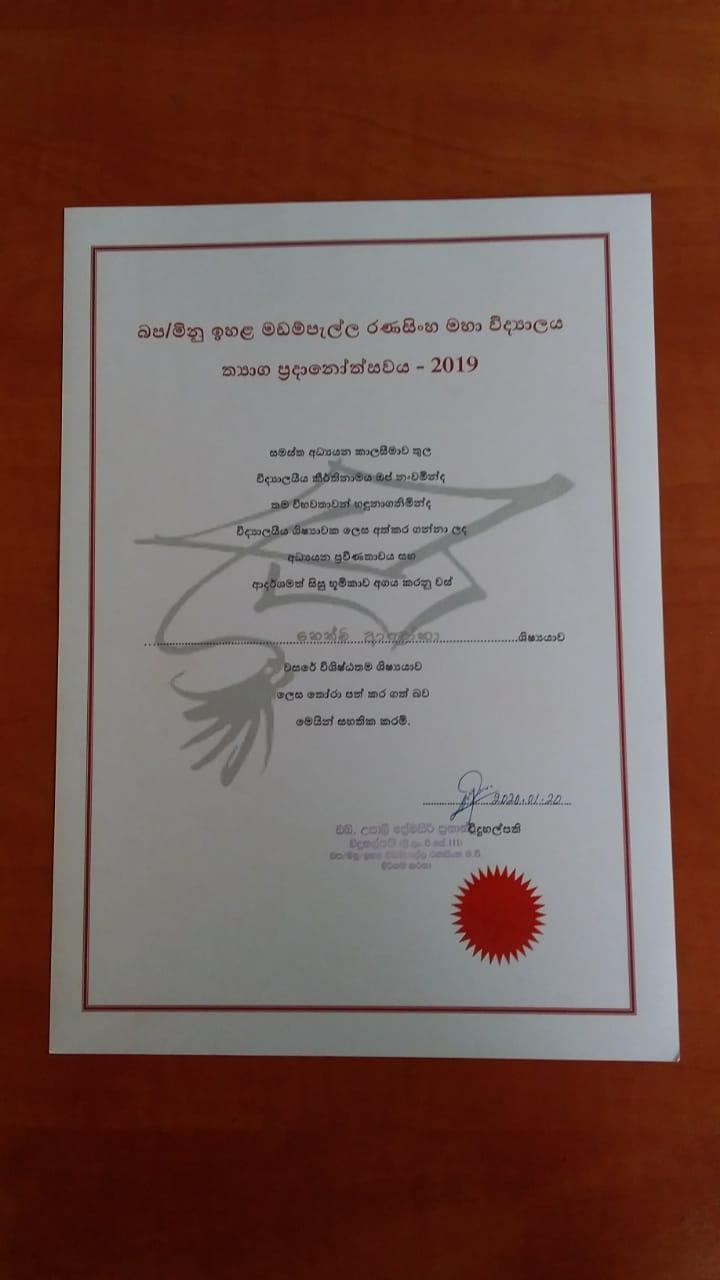 බප/මිනු ඉහළ මඩම්පැල්ල රණසිංහ මහා විද්‍යාලය
ත්‍යාග ප්‍රදානෝත්සවය - 2019
සමස්ත අධ්‍යයන කාලසීමාව තුල
විද්‍යාලයීය කීර්තිනාමය ඔප් නංවමින්ද
තම විභවතාවන් හඳුනාගනිමින්ද
විද්‍යාලයීය ශිෂ්‍යාවක ලෙස අත්කර ගන්නා ලද
අධ්‍යයන ප්‍රවීණතාවය සහ
ආදර්ශමත් සිසු භූමිකාව අගය කරනු වස්
ශිෂ්‍යයාව
වසරේ විශිෂ්ඨතම ශිෂ්‍යයාව
ලෙස තෝරා පත් කර ගත් බව
මෙයින් සහතික කරමි.
2020.01.20
විදුහල්පති